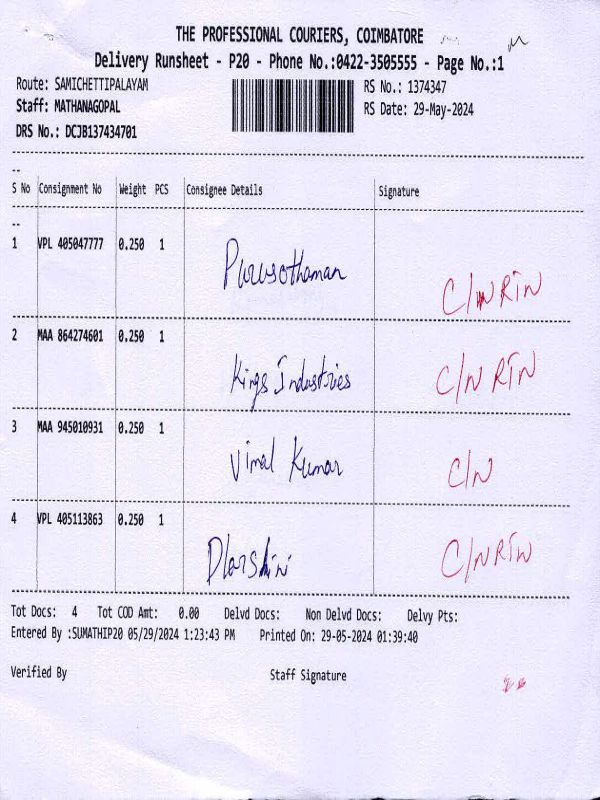 THE PROFESSIONAL COURIERS, COIMBATORE
Delivery Runsheet - P20 - Phone No.:0422-3505555 - Page No.:1
Route: SAMICHETTIPALAYAM RS No.: 1374347
Staff: MATHANAGOPAL RS Date: 29-May-2024
DRS No.: DCJB137434701
--
S No Consignment No Weight PCS Consignee Details Signature
--
1 VPL 405047777 0.250 1 Purusothaman C/N RTN
2 MAA 864274601 0.250 1 Kings Industries C/N RTN
3 MAA 945010931 0.250 1 Vimal Kumar C/N
4 VPL 405113863 0.250 1 Dharshini C/N RTN
Tot Docs: 4 Tot COD Amt: 0.00 Delvd Docs: Non Delvd Docs: Delvy Pts:
Entered By :SUMATHIP20 05/29/2024 1:23:43 PM Printed On: 29-05-2024 01:39:40
Verified By Staff Signature